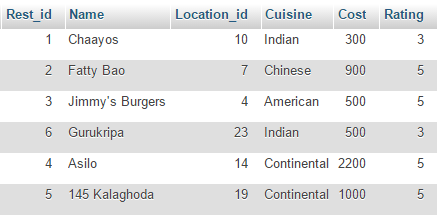 Rest_id Name Location_id Cuisine Cost Rating
1 Chaayos 10 Indian 300 3
2 Fatty Bao 7 Chinese 900 5
3 Jimmy's Burgers 4 American 500 5
6 Gurukripa 23 Indian 500 3
4 Asilo 14 Continental 2200 5
5 145 Kalaghoda 19 Continental 1000 5